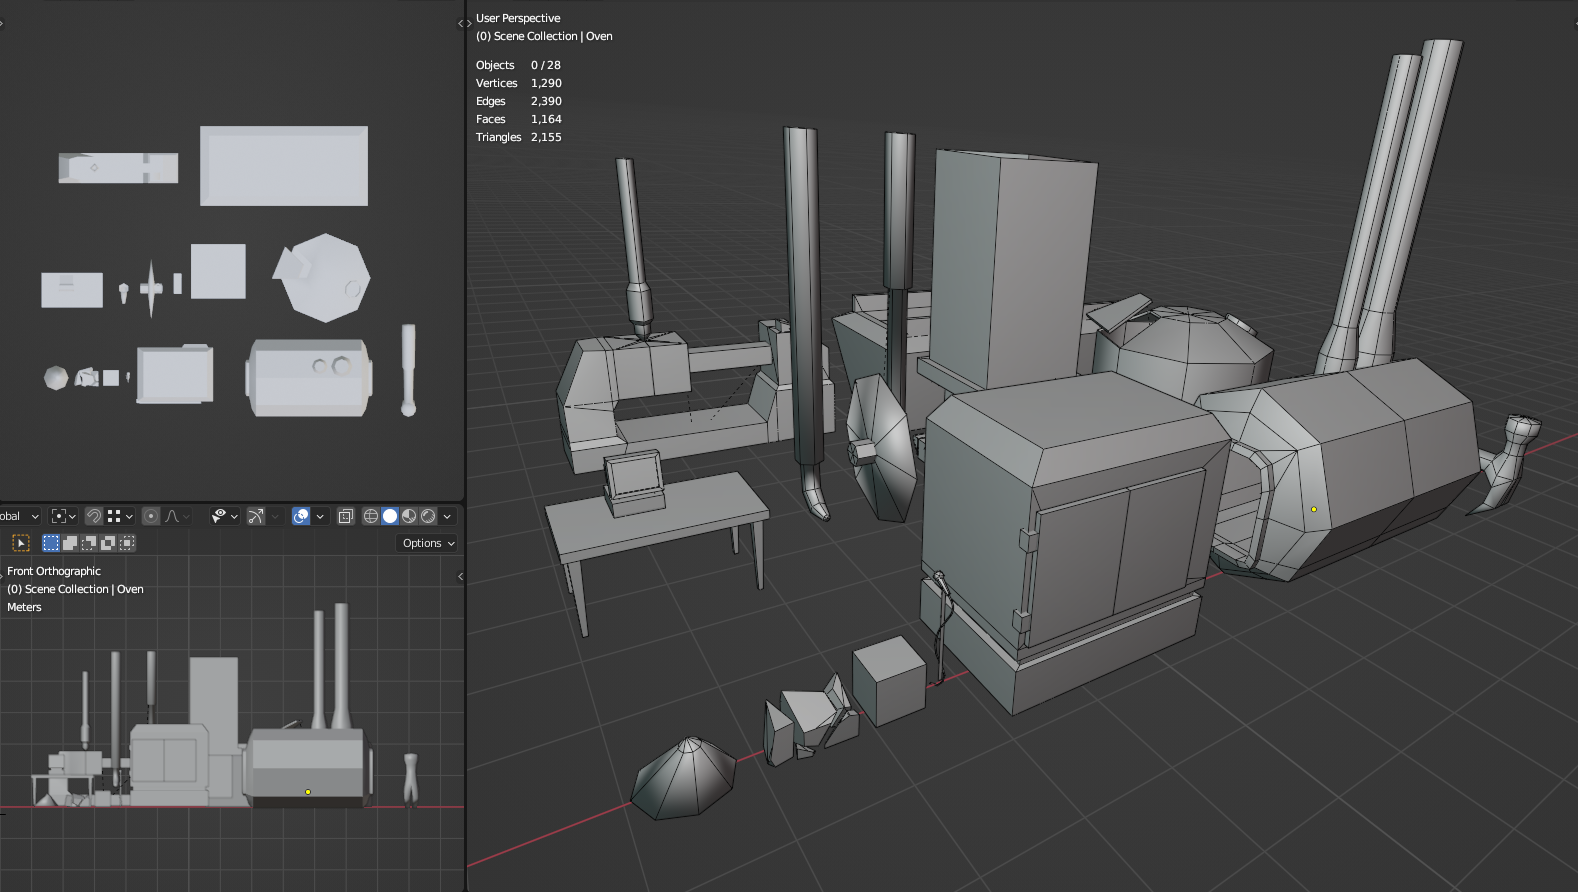 User Perspective
(0) Scene Collection | Oven
Objects 0 / 28
Vertices 1,290
Edges 2,390
Faces 1,164
Triangles 2,155
obal
Options
Front Orthographic
(0) Scene Collection | Oven
Meters